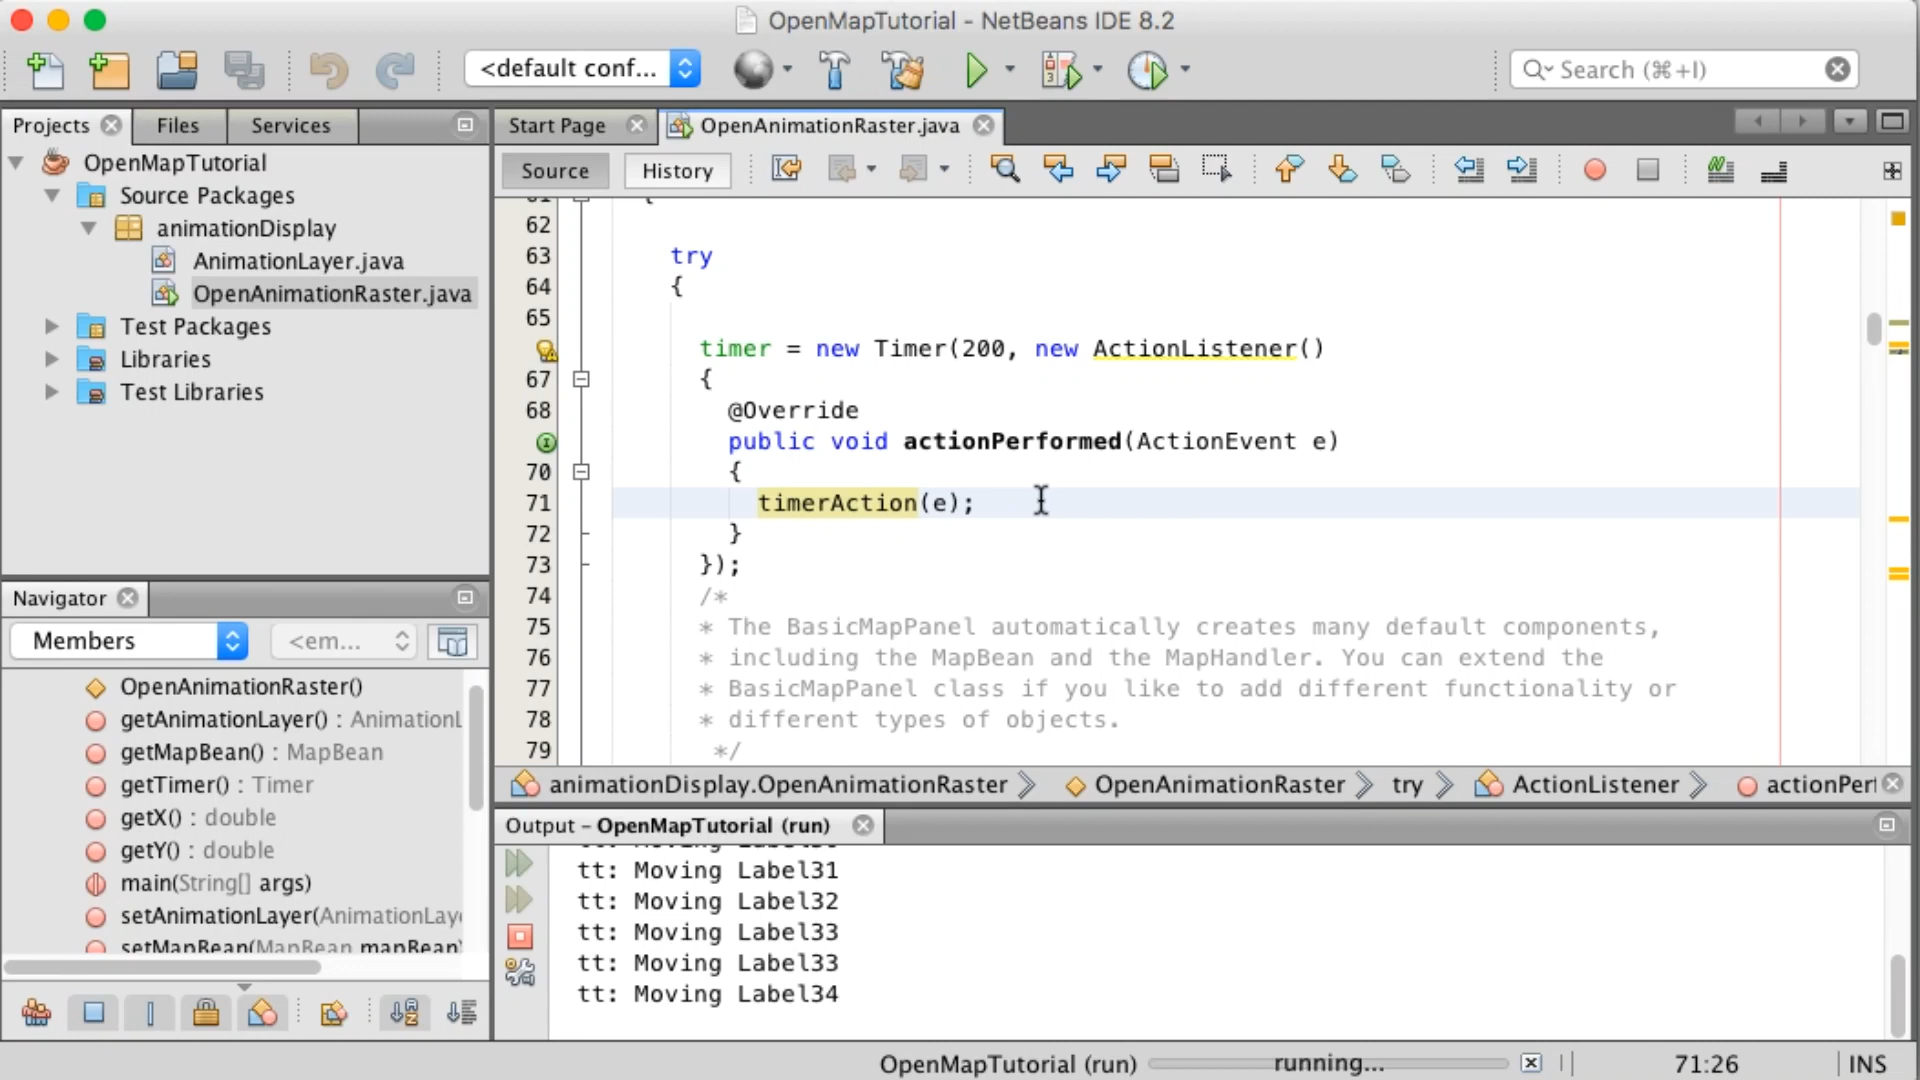 OpenMapTutorial - NetBeans IDE 8.2
<default conf...
Search (⌘+I)
Projects
Files
Services
OpenMapTutorial
Source Packages
animationDisplay
AnimationLayer.java
OpenAnimationRaster.java
Test Packages
Libraries
Test Libraries
Navigator
Members
<em...
OpenAnimationRaster()
getAnimationLayer() : AnimationL
getMapBean() : MapBean
getTimer() : Timer
getX() : double
getY() : double
main(String[] args)
setAnimationLayer(AnimationLaye
setMapBean(MapBean mapBean)
Start Page
OpenAnimationRaster.java
Source
History
61 {
62
63 try
64 {
65
timer = new Timer(200, new ActionListener()
67 {
68 @Override
public void actionPerformed(ActionEvent e)
70 {
71 timerAction(e);
72 }
73 });
74 /*
75 * The BasicMapPanel automatically creates many default components,
76 * including the MapBean and the MapHandler. You can extend the
77 * BasicMapPanel class if you like to add different functionality or
78 * different types of objects.
79 */
animationDisplay.OpenAnimationRaster
OpenAnimationRaster
try
ActionListener
actionPer
Output – OpenMapTutorial (run)
tt: Moving Label31
tt: Moving Label32
tt: Moving Label33
tt: Moving Label33
tt: Moving Label34
OpenMapTutorial (run)
running...
71:26
INS